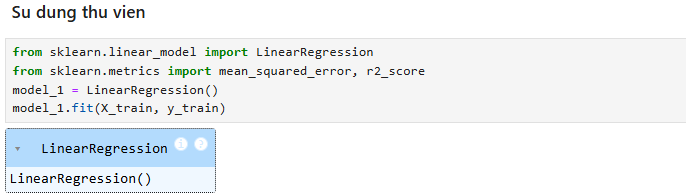 Su dung thu vien
from sklearn.linear_model import LinearRegression
from sklearn.metrics import mean_squared_error, r2_score
model_1 = LinearRegression()
model_1.fit(X_train, y_train)
LinearRegression i ?
LinearRegression()